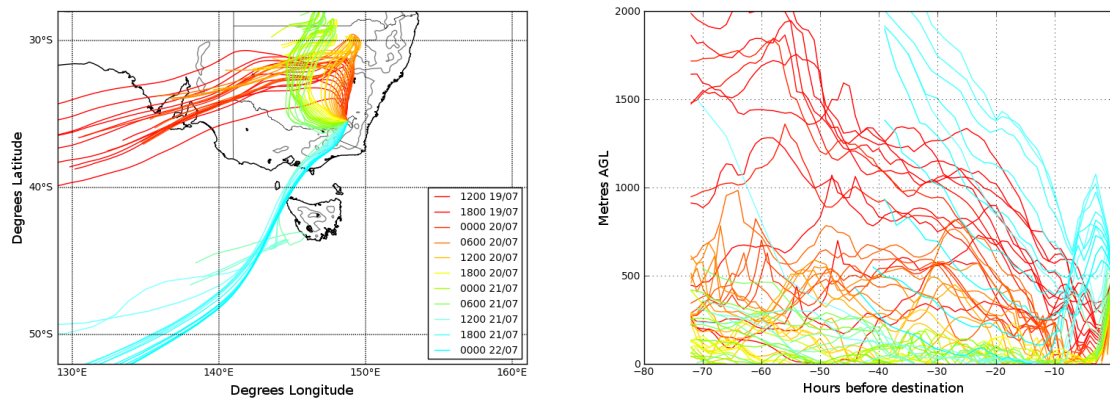 30°S
40°S
50°S
130°E
140°E
150°E
160°E
Degrees Latitude
Degrees Longitude
1200 19/07
1800 19/07
0000 20/07
0600 20/07
1200 20/07
1800 20/07
0000 21/07
0600 21/07
1200 21/07
1800 21/07
0000 22/07
2000
1500
1000
500
0
Metres AGL
−80
−70
−60
−50
−40
−30
−20
−10
Hours before destination